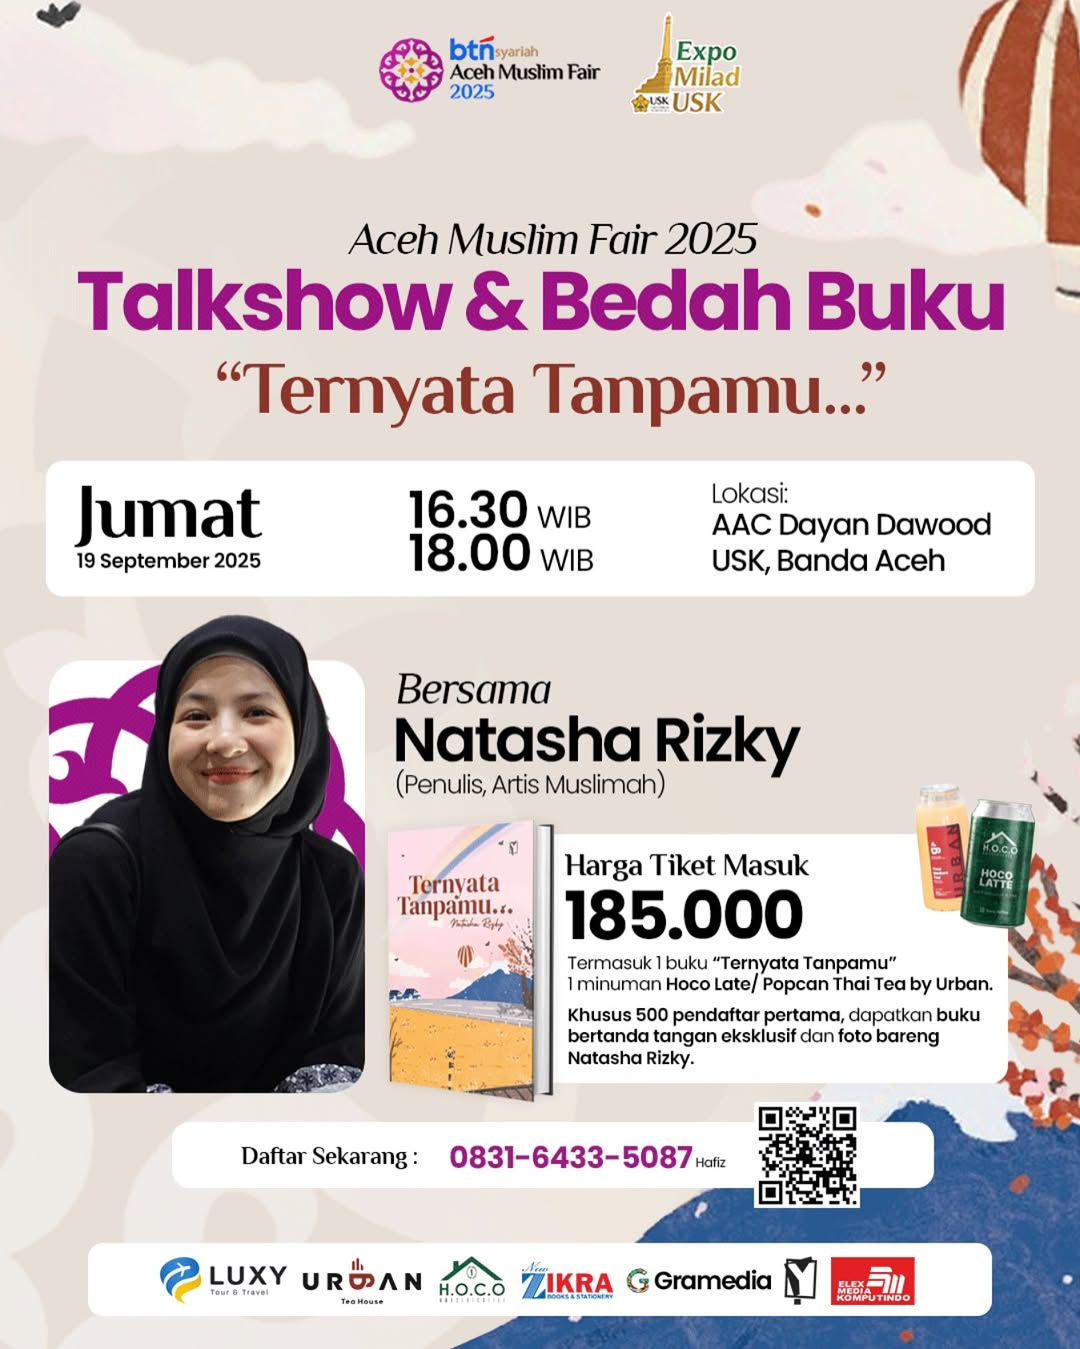 btn syariah
Aceh Muslim Fair
2025
Expo
Milad
USK
USK
Aceh Muslim Fair 2025
Talkshow & Bedah Buku
“Ternyata Tanpamu...”
Jumat
19 September 2025
16.30 WIB
18.00 WIB
Lokasi:
AAC Dayan Dawood
USK, Banda Aceh
Bersama
Natasha Rizky
(Penulis, Artis Muslimah)
Ternyata
Tanpamu...
Natasha Rizky
URBAN
H.O.C.O
HOCO
LATTE
Harga Tiket Masuk
185.000
Termasuk 1 buku “Ternyata Tanpamu”
1 minuman Hoco Late/ Popcan Thai Tea by Urban.
Khusus 500 pendaftar pertama, dapatkan buku
bertanda tangan eksklusif dan foto bareng
Natasha Rizky.
Daftar Sekarang : 0831-6433-5087 Hafiz
LUXY
Tour & Travel
URBAN
Tea House
H.O.C.O
New
ZIKRA
BOOKS & STATIONERY
Gramedia
ELEX
MEDIA
KOMPUTINDO